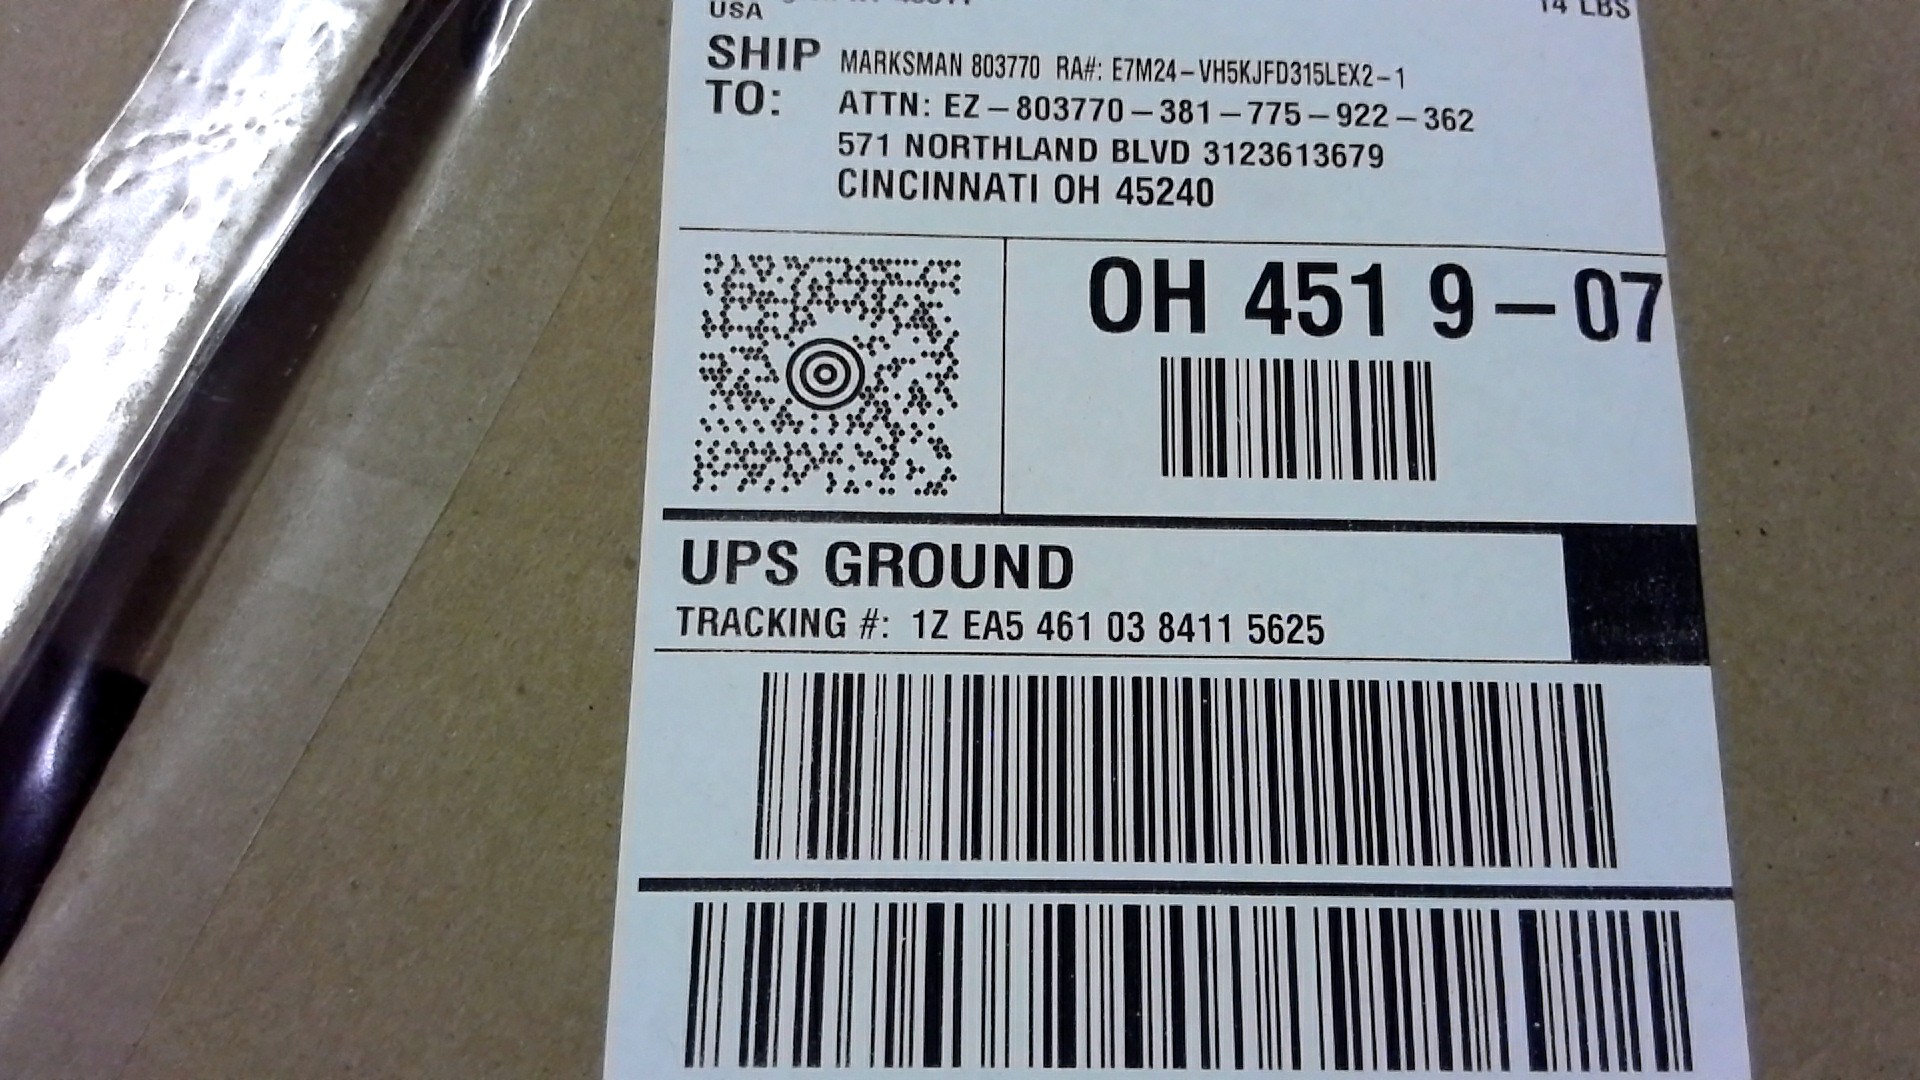 USA
14 LBS
SHIP TO:
MARKSMAN 803770 RA#: E7M24-VH5KJFD315LEX2-1
ATTN: EZ-803770-381-775-922-362
571 NORTHLAND BLVD 3123613679
CINCINNATI OH 45240
OH 451 9-07
UPS GROUND
TRACKING #: 1Z EA5 461 03 8411 5625